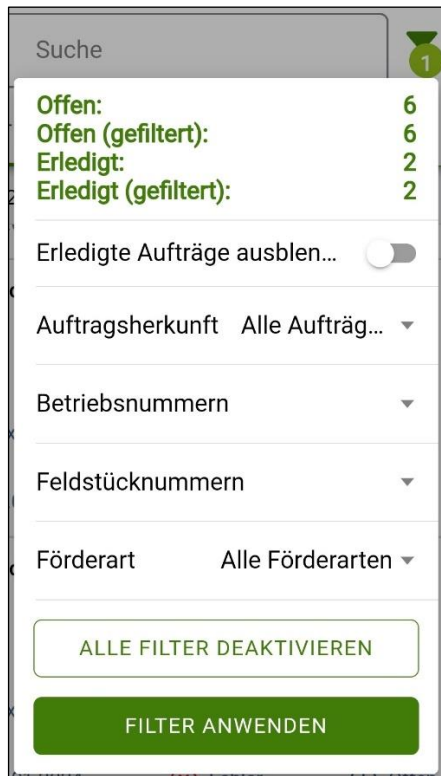 Suche
1
Offen: 6
Offen (gefiltert): 6
Erledigt: 2
Erledigt (gefiltert): 2
Erledigte Aufträge ausblen...
Auftragsherkunft Alle Aufträg...
Betriebsnummern
Feldstücknummern
Förderart Alle Förderarten
ALLE FILTER DEAKTIVIEREN
FILTER ANWENDEN